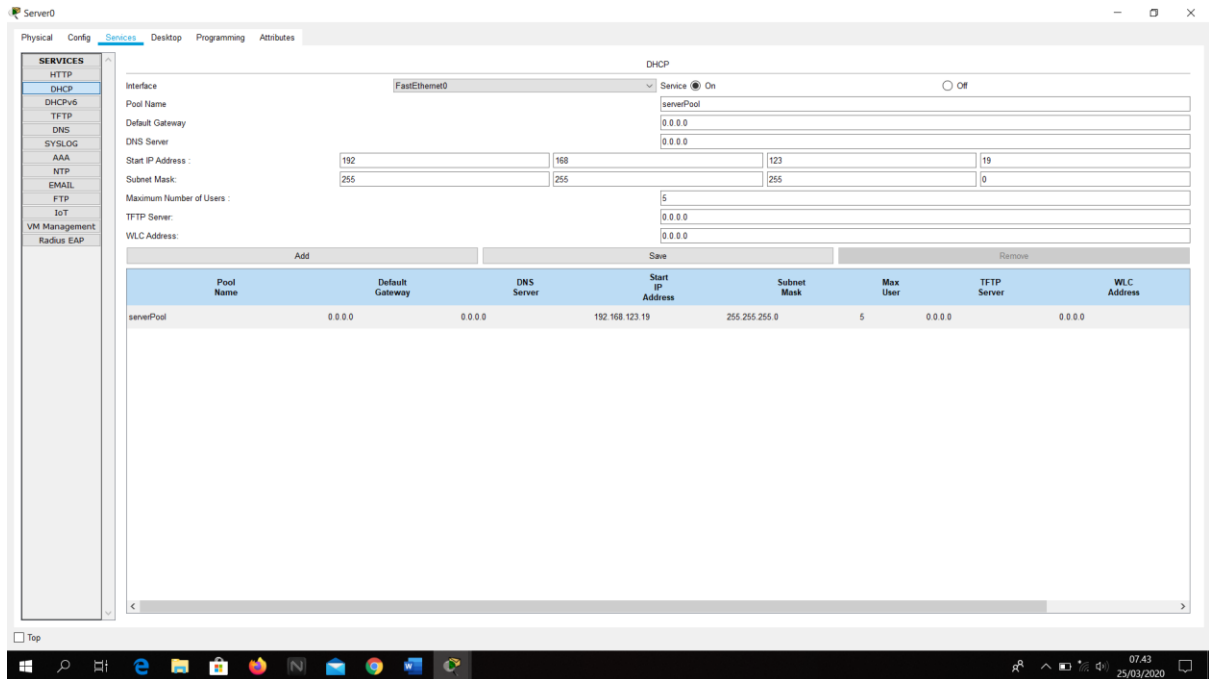 Server0
Physical Config Services Desktop Programming Attributes
SERVICES
HTTP
DHCP
DHCPv6
TFTP
DNS
SYSLOG
AAA
NTP
EMAIL
FTP
IoT
VM Management
Radius EAP
DHCP
Interface FastEthernet0 Service On Off
Pool Name serverPool
Default Gateway 0.0.0.0
DNS Server 0.0.0.0
Start IP Address : 192 168 123 19
Subnet Mask: 255 255 255 0
Maximum Number of Users : 5
TFTP Server: 0.0.0.0
WLC Address: 0.0.0.0
Add Save Remove
Pool Name Default Gateway DNS Server Start IP Address Subnet Mask Max User TFTP Server WLC Address
serverPool 0.0.0.0 0.0.0.0 192.168.123.19 255.255.255.0 5 0.0.0.0 0.0.0.0
Top
07.43
25/03/2020